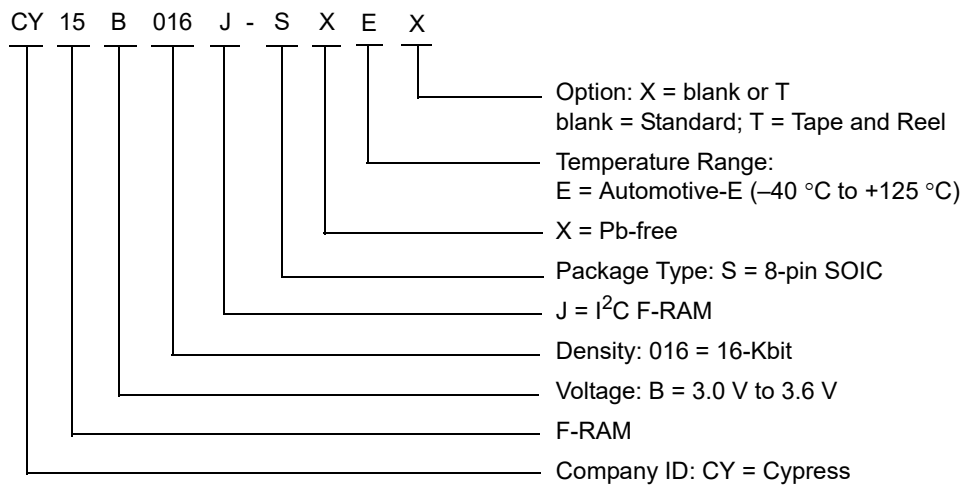 CY 15 B 016 J - S X E X
Option: X = blank or T
blank = Standard; T = Tape and Reel
Temperature Range:
E = Automotive-E (–40 °C to +125 °C)
X = Pb-free
Package Type: S = 8-pin SOIC
J = I²C F-RAM
Density: 016 = 16-Kbit
Voltage: B = 3.0 V to 3.6 V
F-RAM
Company ID: CY = Cypress